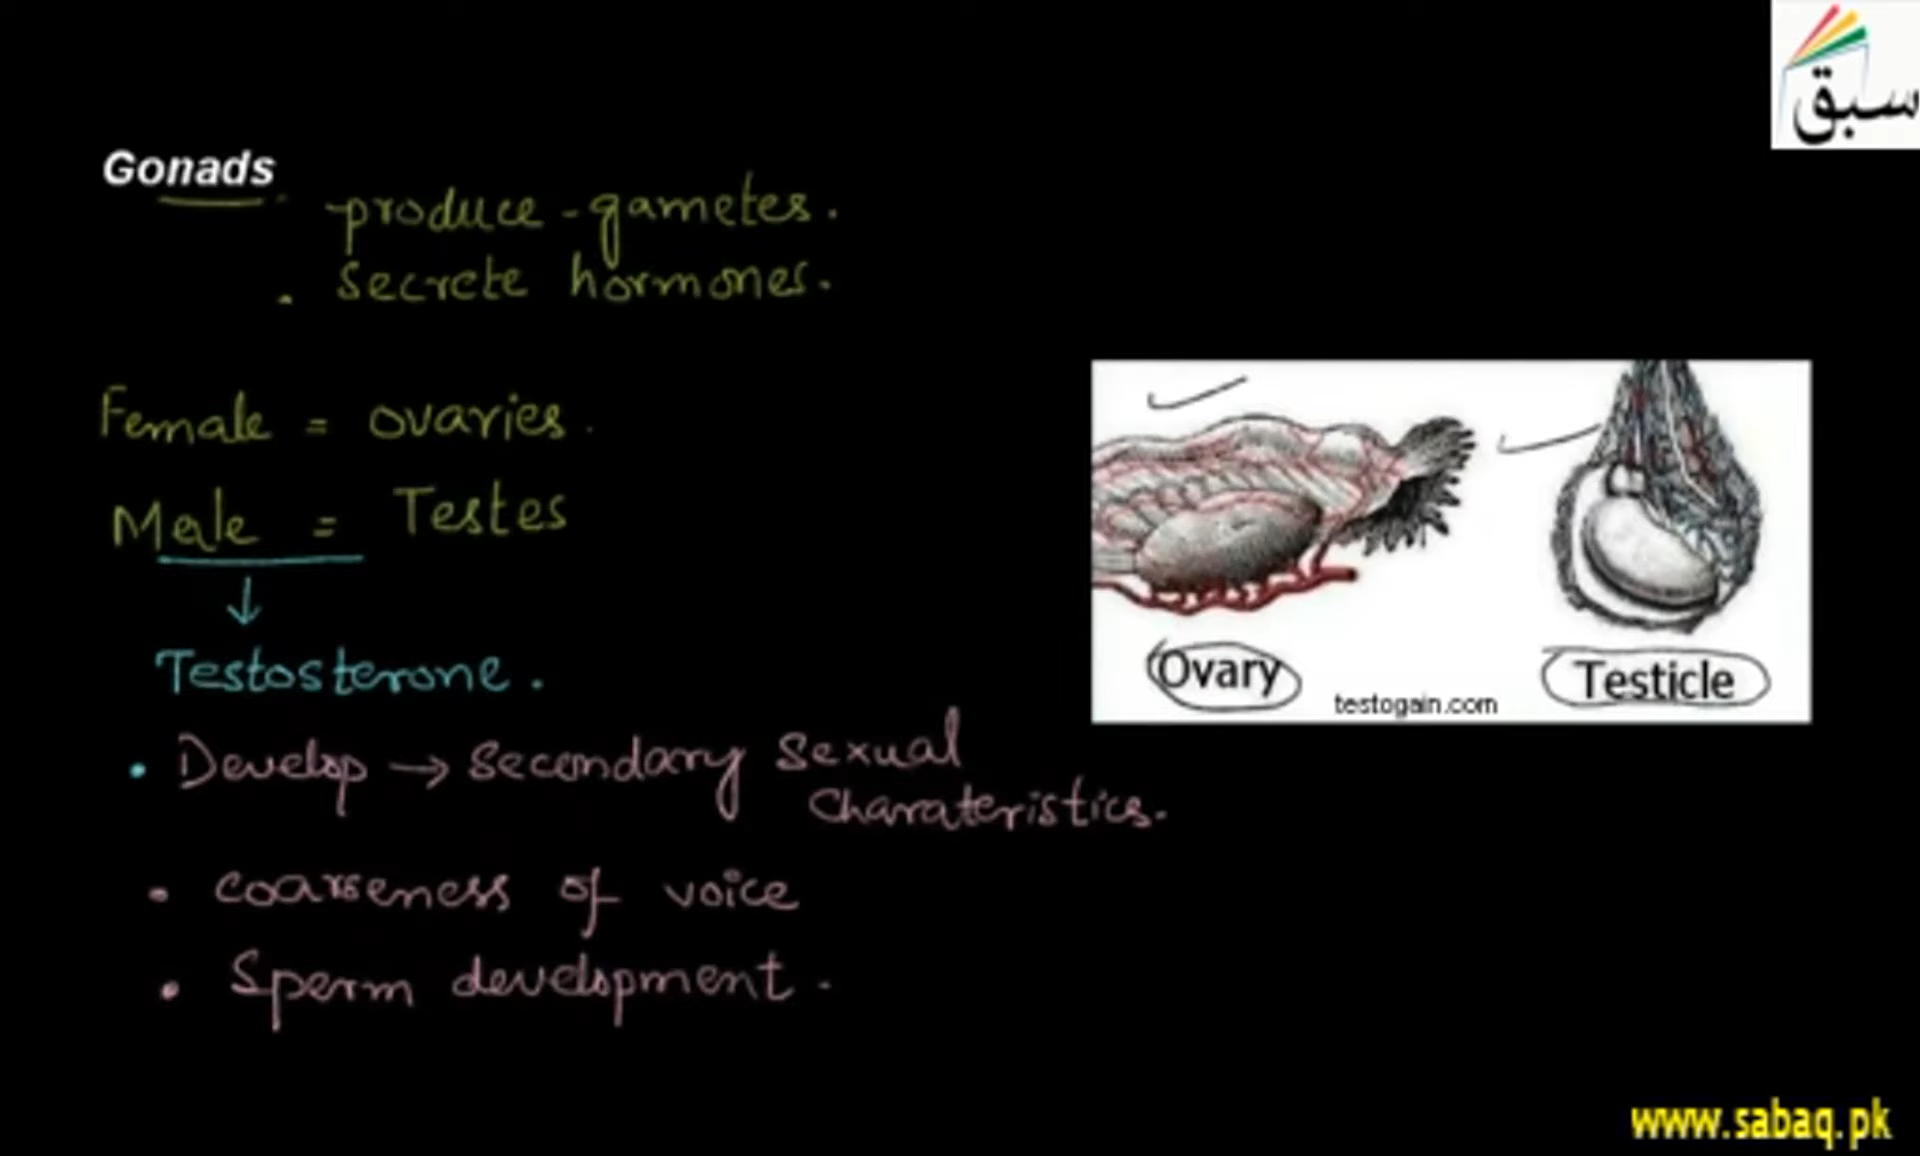 سبق
Gonads
produce - gametes.
. Secrete hormones.
Female = ovaries.
Male = Testes
↓
Testosterone.
• Develop → Secondary Sexual
Charateristics.
• coarseness of voice
• Sperm development.
Ovary
Testicle
testogain.com
www.sabaq.pk